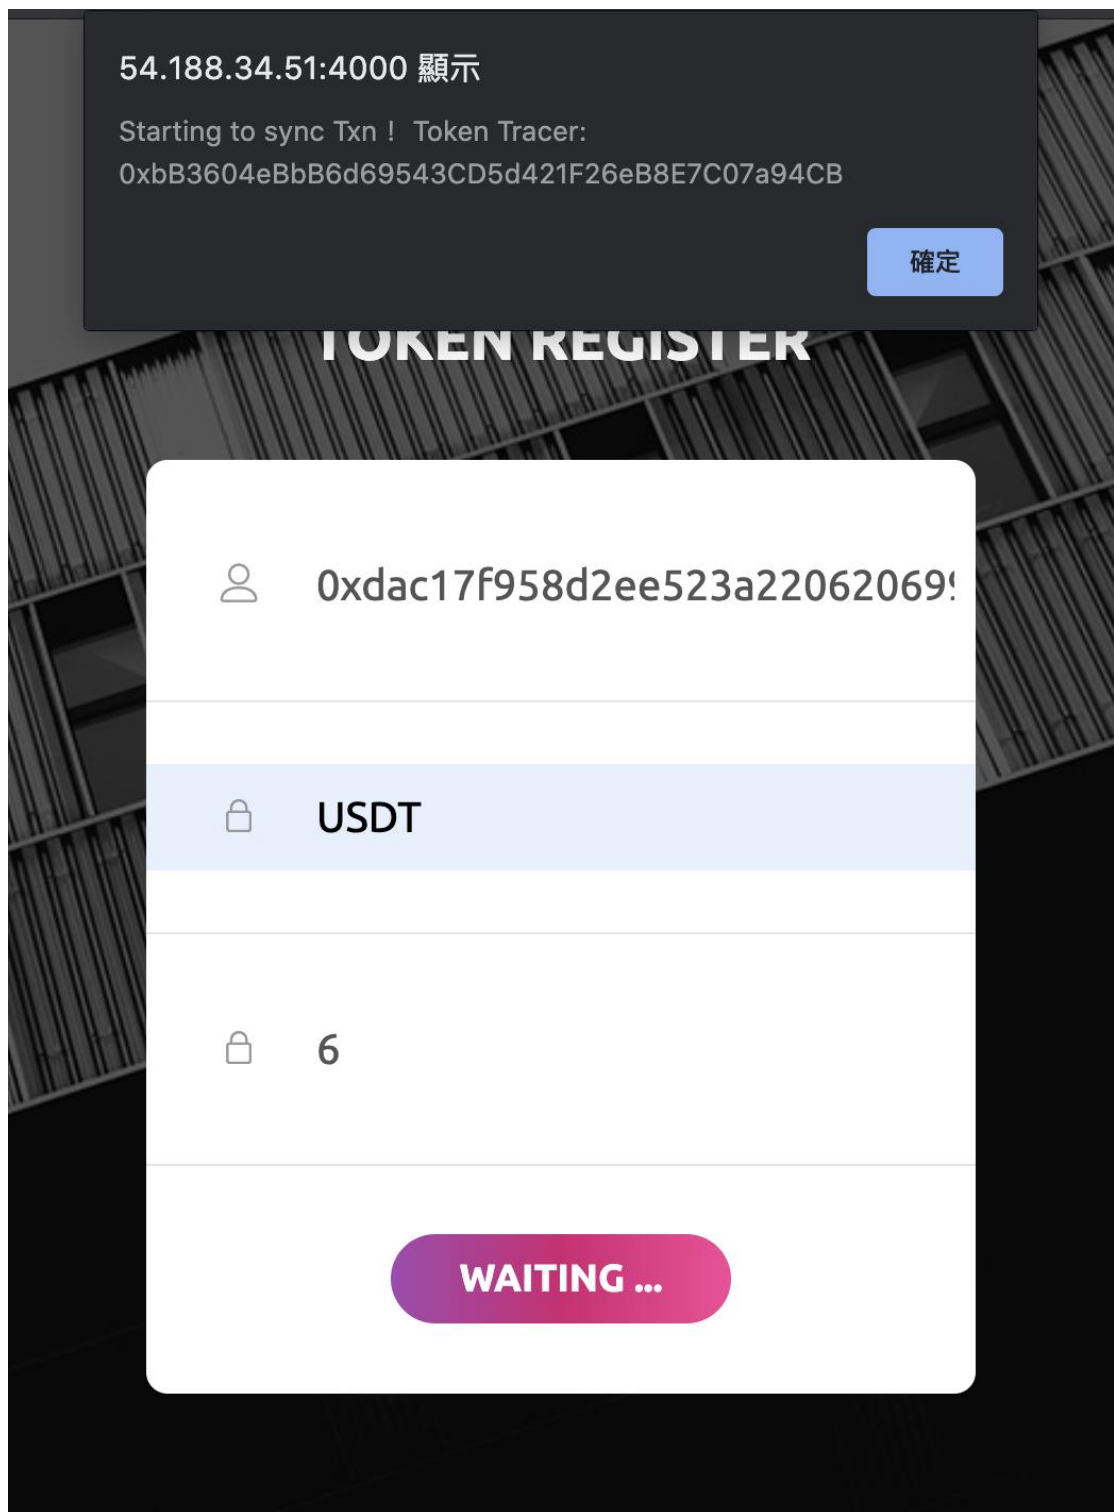 54.188.34.51:4000 顯示
Starting to sync Txn！ Token Tracer:
0xbB3604eBbB6d69543CD5d421F26eB8E7C07a94CB
確定
TOKEN REGISTER
0xdac17f958d2ee523a220620699
USDT
6
WAITING ...